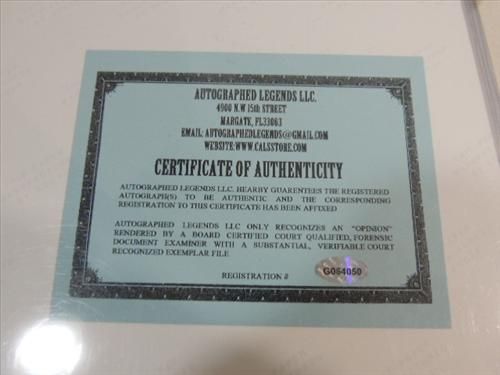 AUTOGRAPHED LEGENDS LLC.
4900 N.W 15th STREET
MARGATE, FL33063
EMAIL: AUTOGRAPHEDLEGENDS@GMAIL.COM
WEBSITE:WWW.CALSSTORE.COM
CERTIFICATE OF AUTHENTICITY
AUTOGRAPHED LEGENDS LLC. HEARBY GUARENTEES THE REGISTERED
AUTOGRAPH(S) TO BE AUTHENTIC AND THE CORRESPONDING
REGISTRATION TO THIS CERTIFICATE HAS BEEN AFFIXED
AUTOGRAPHED LEGENDS LLC ONLY RECOGNIZES AN "OPINION"
RENDERED BY A BOARD CERTIFIED COURT QUALIFIED, FORENSIC
DOCUMENT EXAMINER WITH A SUBSTANTIAL, VERIFIABLE COURT
RECOGNIZED EXEMPLAR FILE
REGISTRATION # G064050